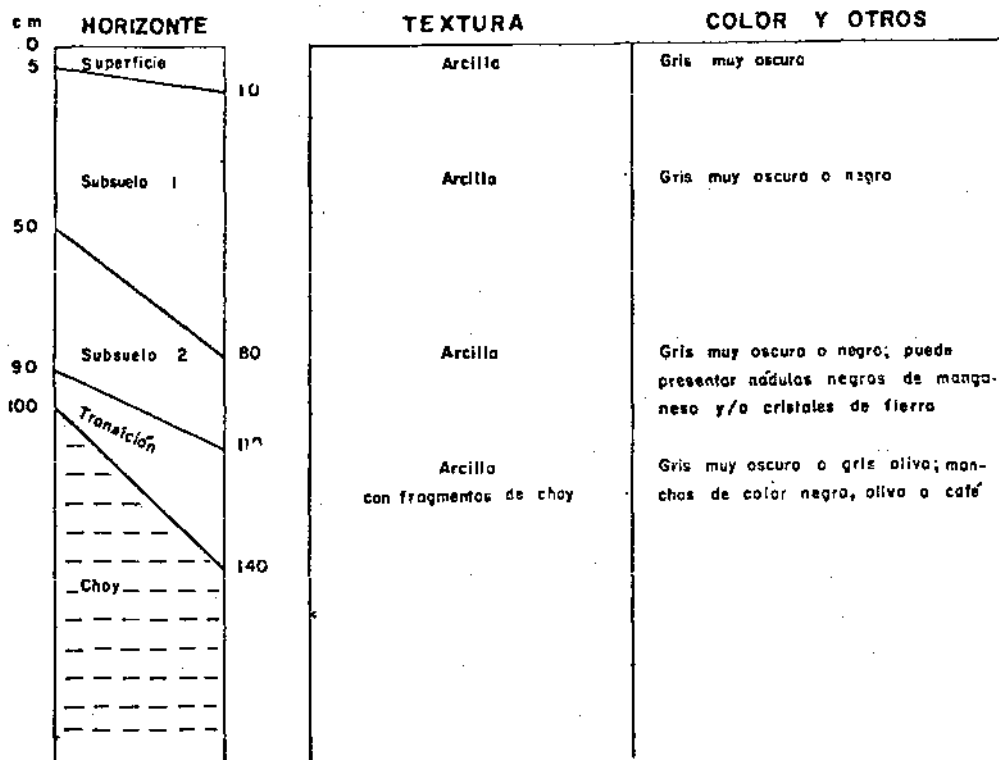 cm HORIZONTE TEXTURA COLOR Y OTROS
0
5 Superficie Arcilla Gris muy oscuro
10
Subsuelo 1 Arcilla Gris muy oscuro o negro
50
80
Subsuelo 2 Arcilla Gris muy oscuro o negro; puede
90 presentar nódulos negros de manga-
100 neso y/o cristales de fierro
Transición
Arcilla Gris muy oscuro o gris olivo; man-
con fragmentos de choy chas de color negro, olivo o café
140
Choy